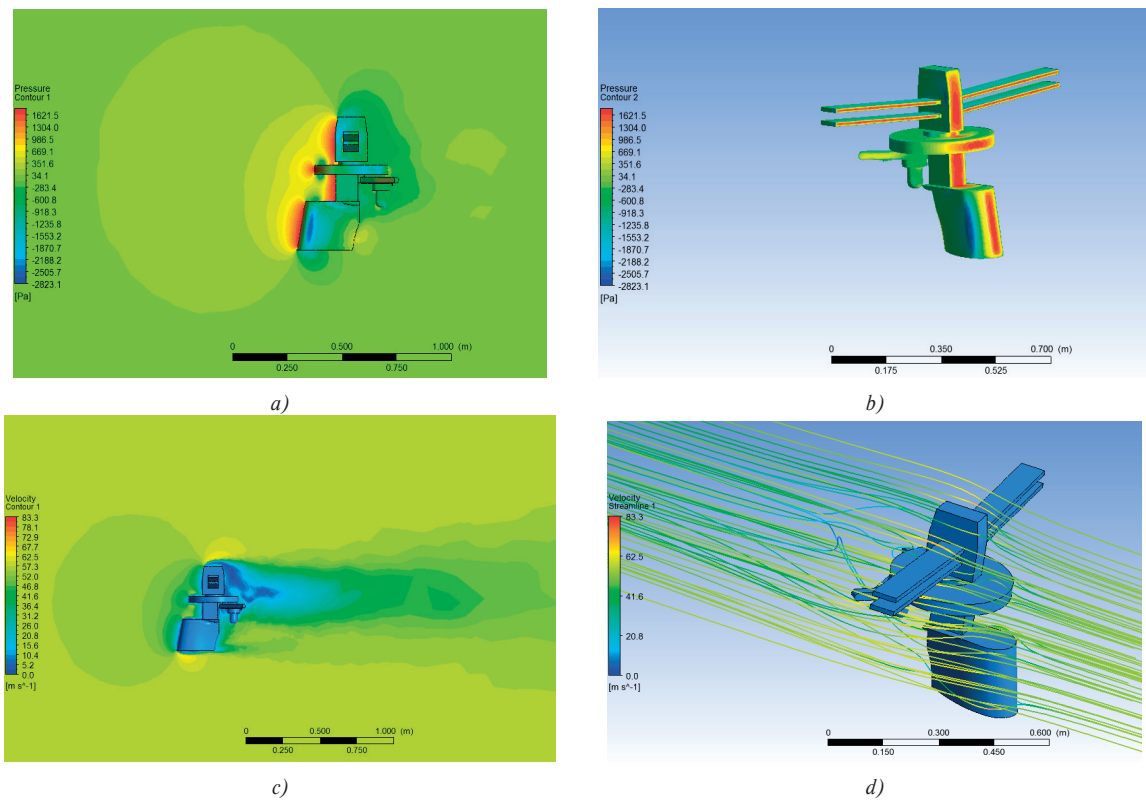 Pressure
Contour 1
1621.5
1304.0
986.5
669.1
351.6
34.1
-283.4
-600.8
-918.3
-1235.8
-1553.2
-1870.7
-2188.2
-2505.7
-2823.1
[Pa]
0 0.500 1.000 (m)
0.250 0.750
a)
Pressure
Contour 2
1621.5
1304.0
986.5
669.1
351.6
34.1
-283.4
-600.8
-918.3
-1235.8
-1553.2
-1870.7
-2188.2
-2505.7
-2823.1
[Pa]
0 0.350 0.700 (m)
0.175 0.525
b)
Velocity
Contour 1
83.3
78.1
72.9
67.7
62.5
57.3
52.0
46.8
41.6
36.4
31.2
26.0
20.8
15.6
10.4
5.2
0.0
[m s^-1]
0 0.500 1.000 (m)
0.250 0.750
c)
Velocity
Streamline 1
83.3
62.5
41.6
20.8
0.0
[m s^-1]
0 0.300 0.600 (m)
0.150 0.450
d)